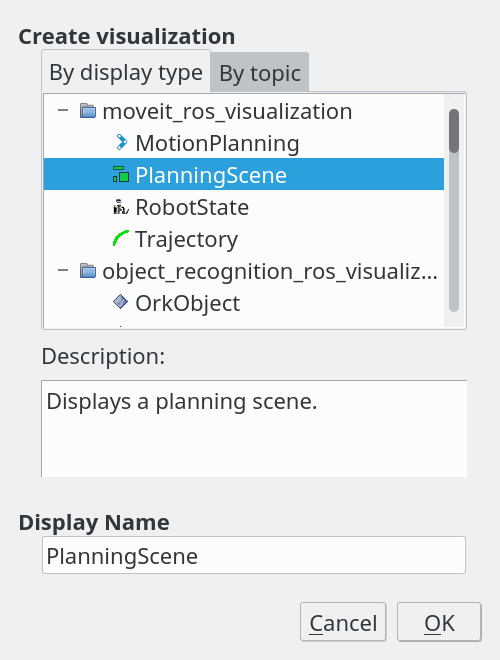 Create visualization
By display type
By topic
moveit_ros_visualization
MotionPlanning
PlanningScene
RobotState
Trajectory
object_recognition_ros_visualiz...
OrkObject
Description:
Displays a planning scene.
Display Name
PlanningScene
Cancel
OK